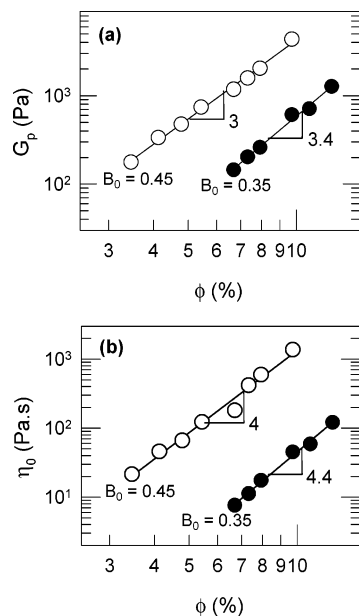 (a)
G_p (Pa)
10³
10²
3
3.4
B₀ = 0.45
B₀ = 0.35
3 4 5 6 7 8 9 10
ϕ (%)
(b)
η₀ (Pa.s)
10³
10²
10¹
4
4.4
B₀ = 0.45
B₀ = 0.35
3 4 5 6 7 8 9 10
ϕ (%)